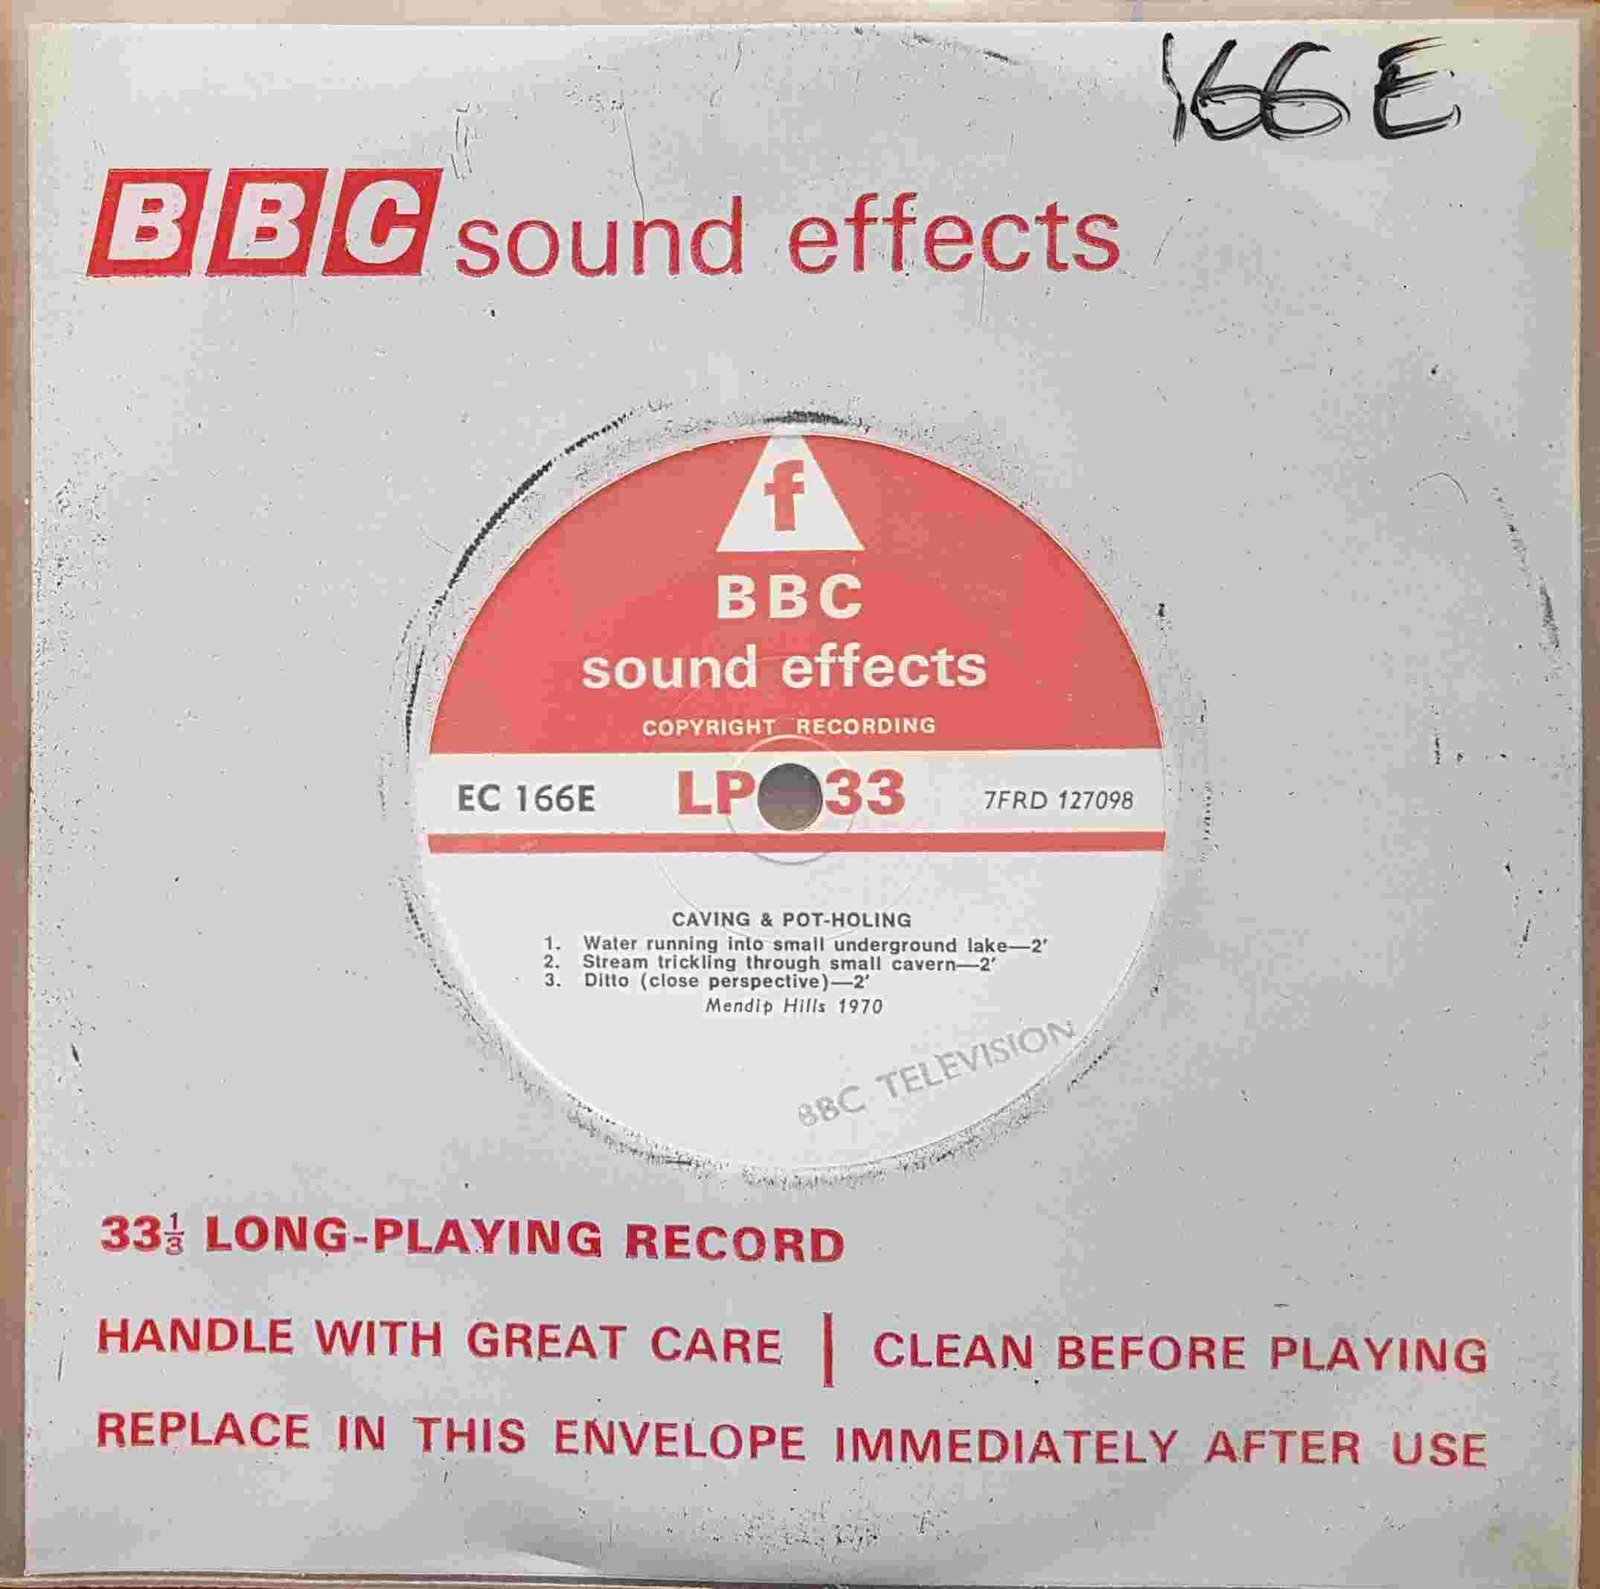 166E
BBC sound effects
f
BBC
sound effects
COPYRIGHT RECORDING
EC 166E LP 33 7FRD 127098
CAVING & POT-HOLING
1. Water running into small underground lake—2′
2. Stream trickling through small cavern—2′
3. Ditto (close perspective)—2′
Mendip Hills 1970
BBC TELEVISION
33⅓ LONG-PLAYING RECORD
HANDLE WITH GREAT CARE | CLEAN BEFORE PLAYING
REPLACE IN THIS ENVELOPE IMMEDIATELY AFTER USE